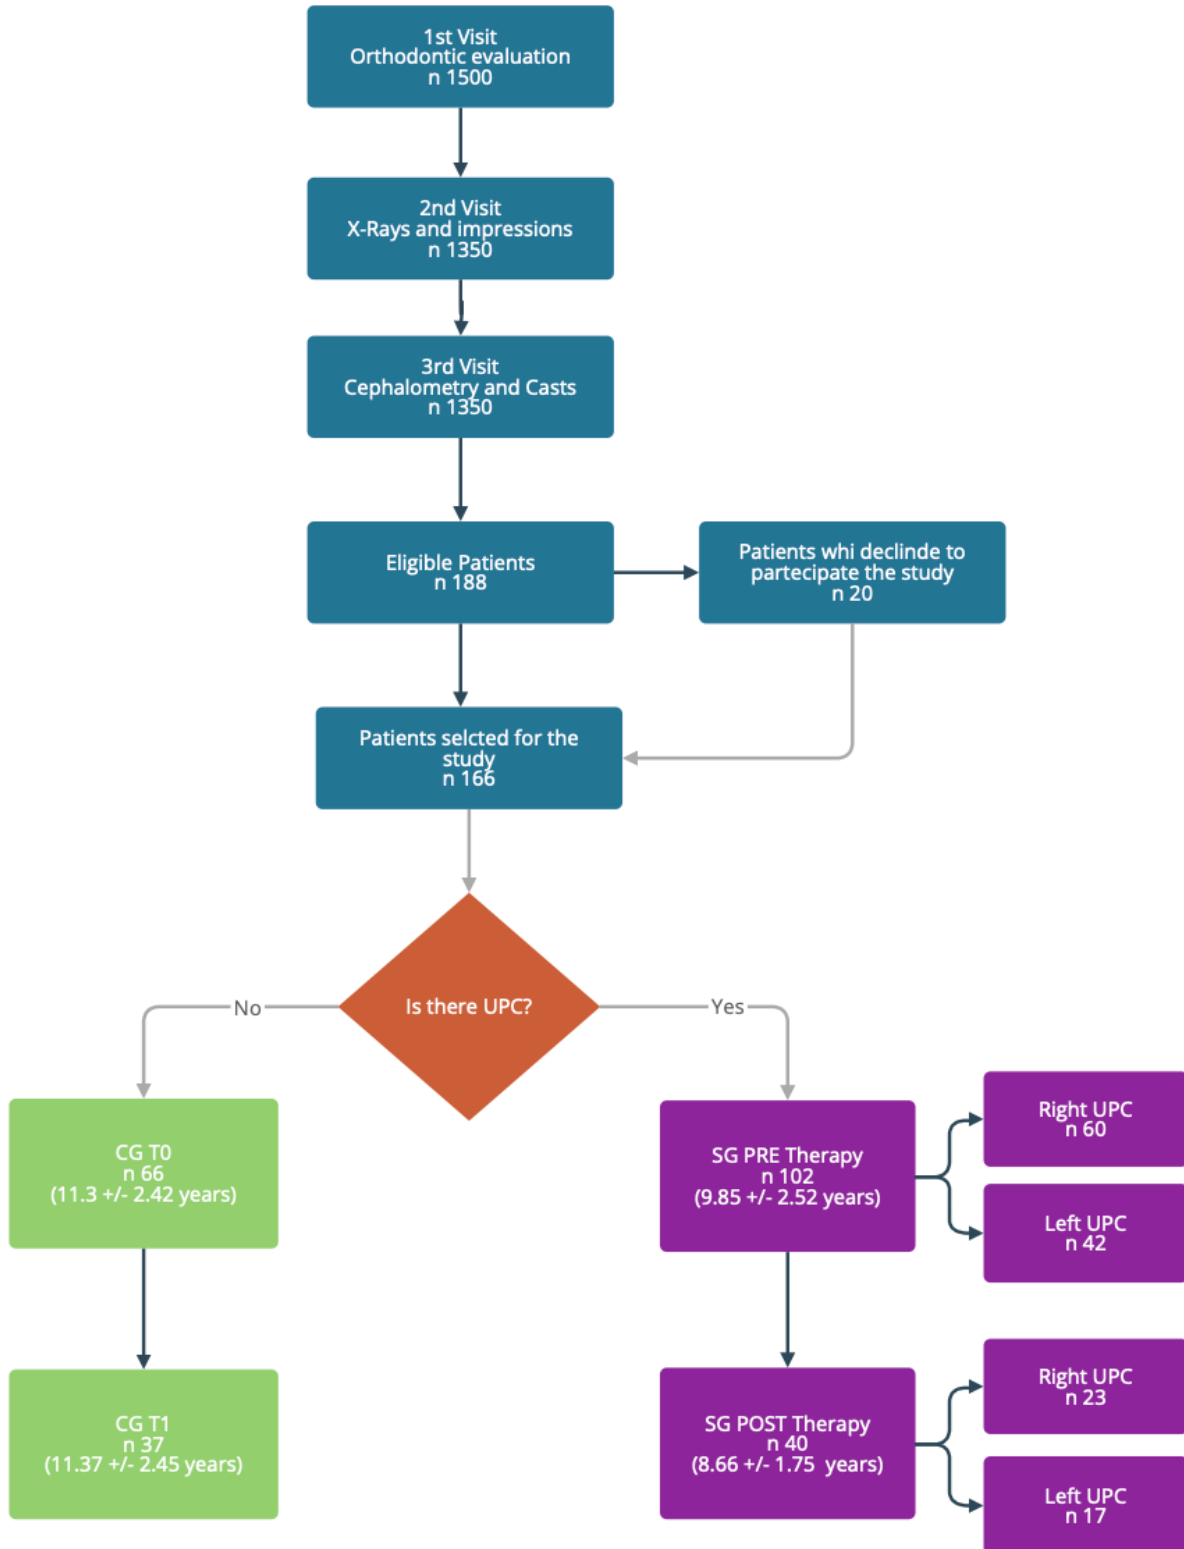 1st Visit
Orthodontic evaluation
n 1500
2nd Visit
X-Rays and impressions
n 1350
3rd Visit
Cephalometry and Casts
n 1350
Eligible Patients
n 188
Patients whi declinde to
partecipate the study
n 20
Patients selcted for the
study
n 166
Is there UPC?
No
Yes
CG T0
n 66
(11.3 +/- 2.42 years)
SG PRE Therapy
n 102
(9.85 +/- 2.52 years)
Right UPC
n 60
Left UPC
n 42
CG T1
n 37
(11.37 +/- 2.45 years)
SG POST Therapy
n 40
(8.66 +/- 1.75 years)
Right UPC
n 23
Left UPC
n 17